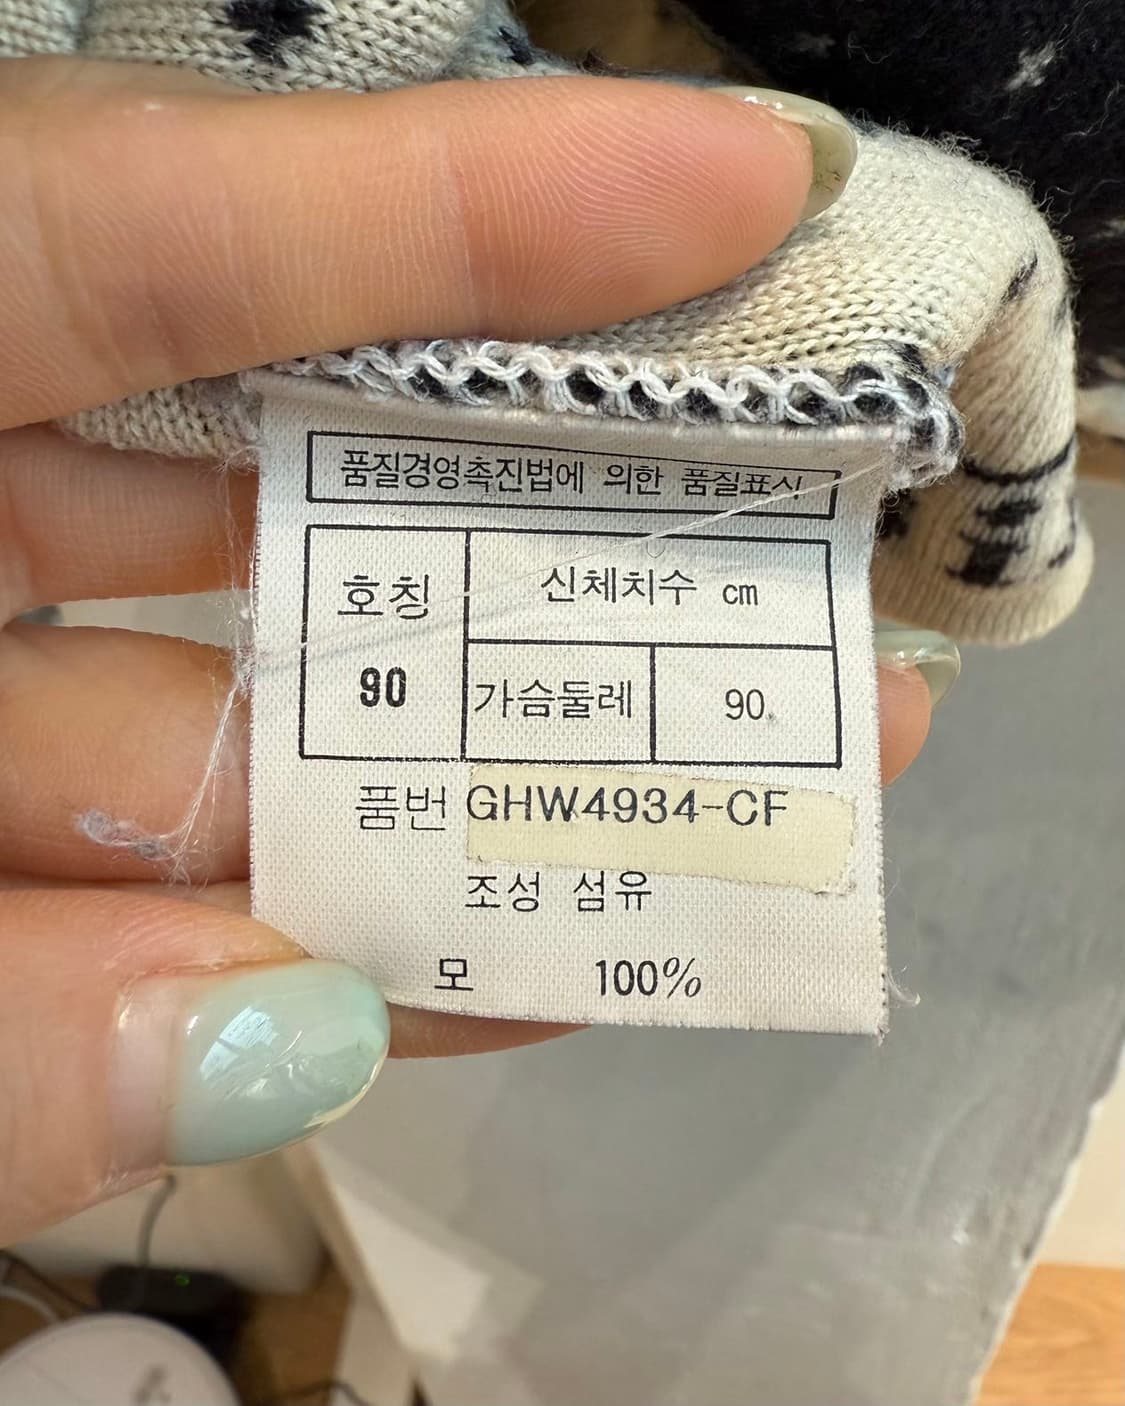 품질경영촉진법에 의한 품질표시
호칭
90
신체치수 cm
가슴둘레 90
품번 GHW4934-CF
조성 섬유
모 100%